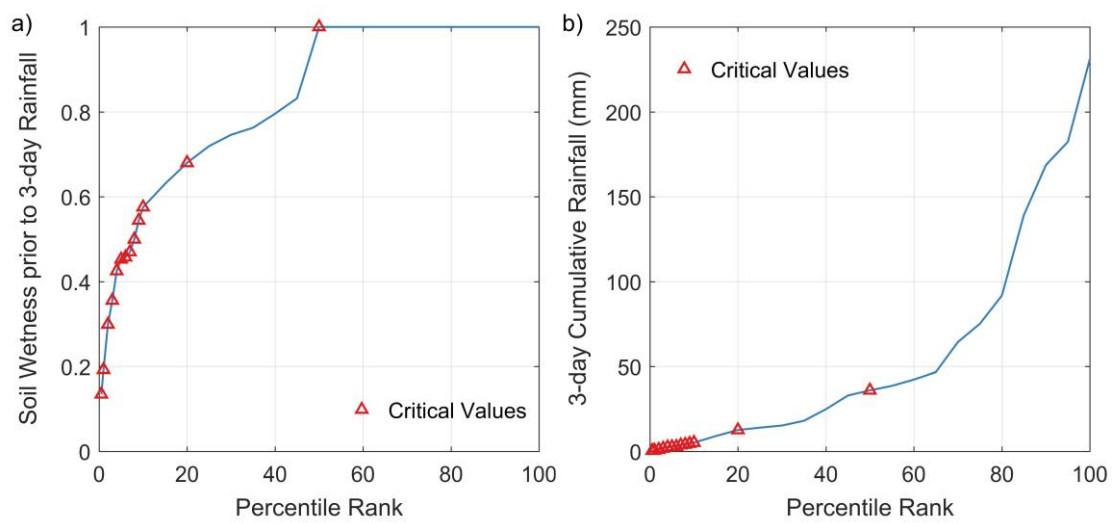 a)
1
0.8
0.6
0.4
0.2
0
Soil Wetness prior to 3-day Rainfall
Critical Values
0 20 40 60 80 100
Percentile Rank
b)
250
200
150
100
50
0
3-day Cumulative Rainfall (mm)
Critical Values
0 20 40 60 80 100
Percentile Rank